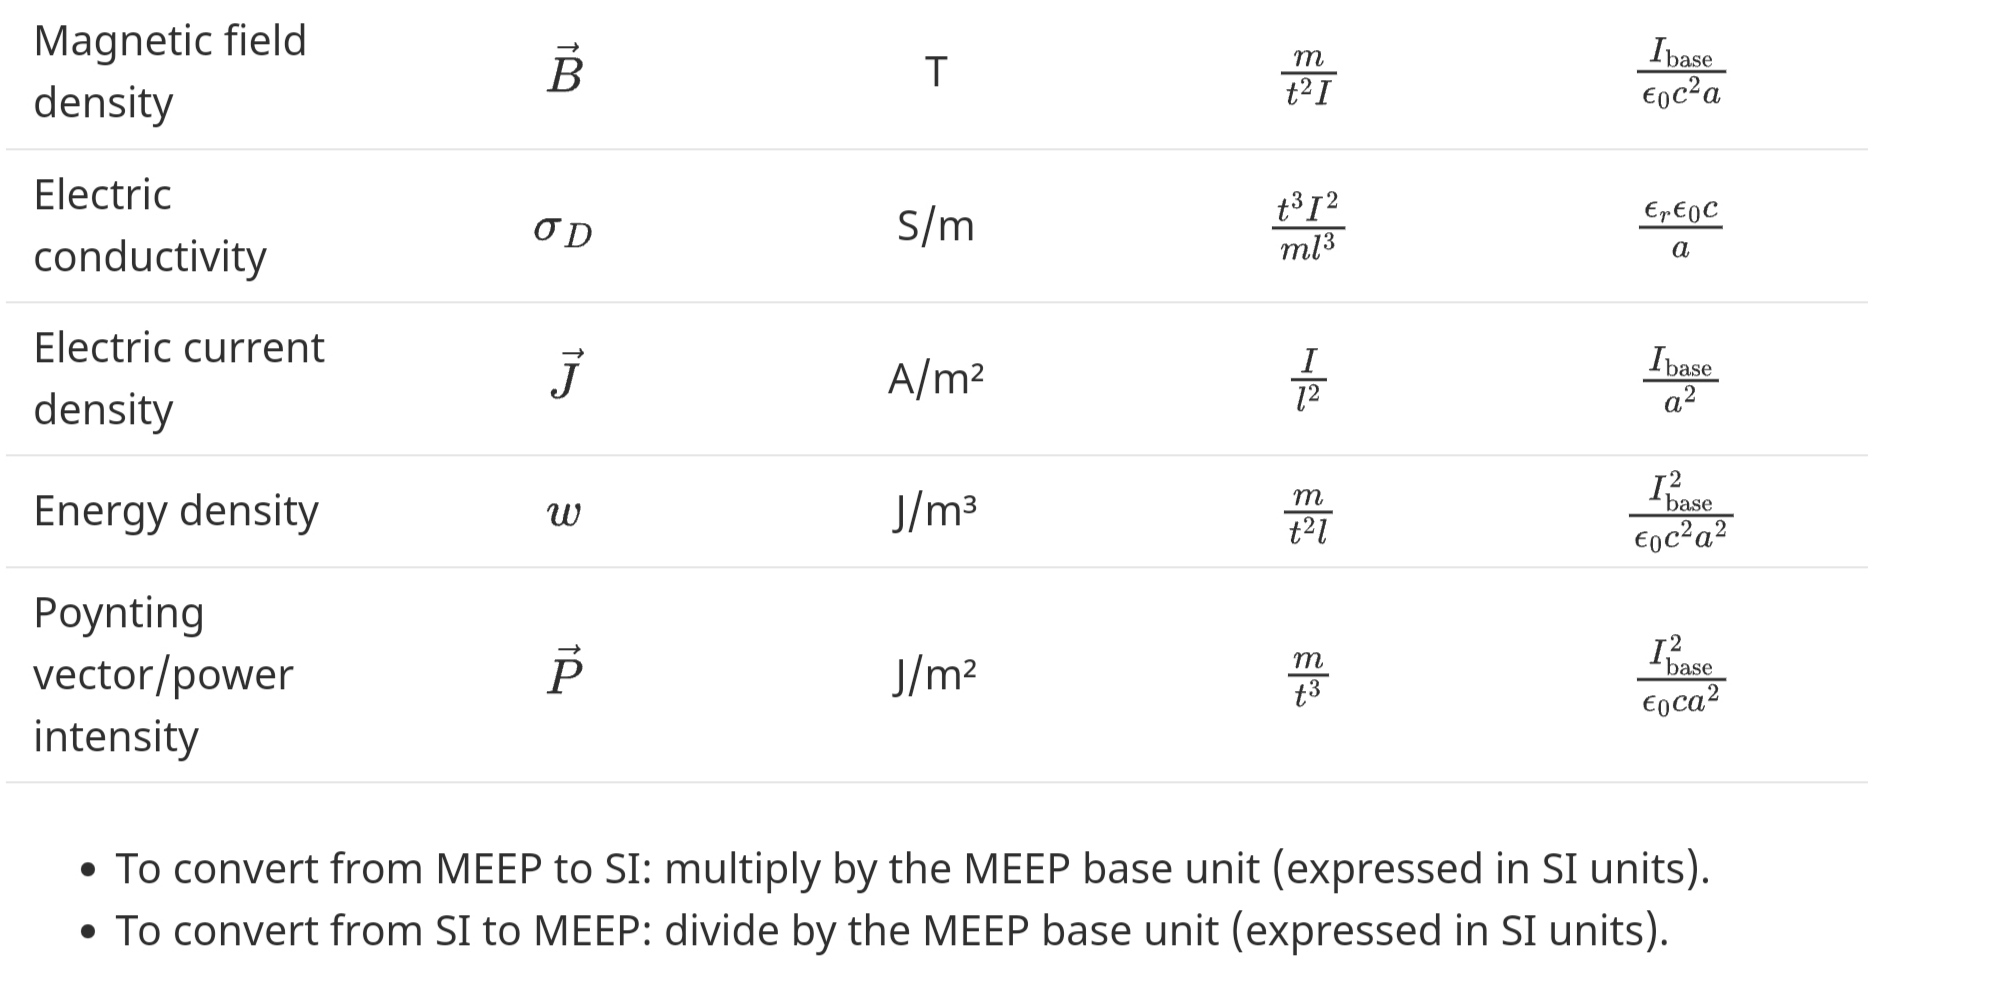 Magnetic field
density
$\vec{B}$
T
$\frac{m}{t^2 I}$
$\frac{I_{\text{base}}}{\epsilon_0 c^2 a}$
Electric
conductivity
$\sigma_D$
S/m
$\frac{t^3 I^2}{m l^3}$
$\frac{\epsilon_r \epsilon_0 c}{a}$
Electric current
density
$\vec{J}$
A/m²
$\frac{I}{l^2}$
$\frac{I_{\text{base}}}{a^2}$
Energy density
$w$
J/m³
$\frac{m}{t^2 l}$
$\frac{I_{\text{base}}^2}{\epsilon_0 c^2 a^2}$
Poynting
vector/power
intensity
$\vec{P}$
J/m²
$\frac{m}{t^3}$
$\frac{I_{\text{base}}^2}{\epsilon_0 c a^2}$
• To convert from MEEP to SI: multiply by the MEEP base unit (expressed in SI units).
• To convert from SI to MEEP: divide by the MEEP base unit (expressed in SI units).